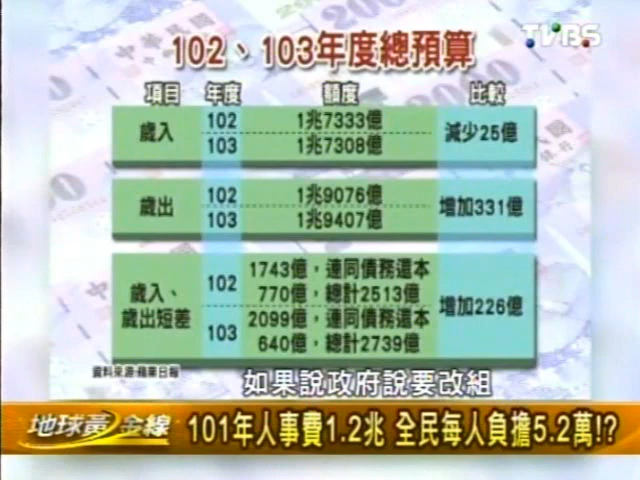 TVBS
102、103年度總預算
項目 年度 額度 比較
歲入 102 1兆7333億 減少25億
103 1兆7308億
歲出 102 1兆9076億 增加331億
103 1兆9407億
歲入、歲出短差 102 1743億,連同債務還本
770億,總計2513億 增加226億
103 2099億,連同債務還本
640億,總計2739億
資料來源:蘋果日報
如果說政府說要改組
地球黃金線 101年人事費1.2兆 全民每人負擔5.2萬!?